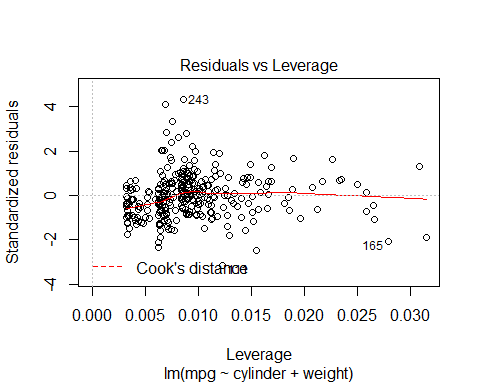 Residuals vs Leverage
Standardized residuals
4
2
0
-2
-4
243
165
Cook's distance
0.000 0.005 0.010 0.015 0.020 0.025 0.030
Leverage
lm(mpg ~ cylinder + weight)